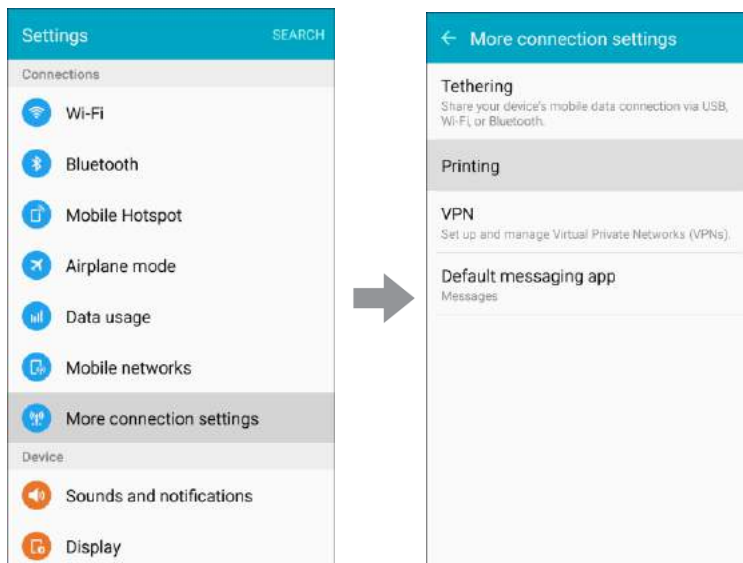 Settings
SEARCH
Connections
Wi-Fi
Bluetooth
Mobile Hotspot
Airplane mode
Data usage
Mobile networks
More connection settings
Device
Sounds and notifications
Display
More connection settings
Tethering
Share your device's mobile data connection via USB,
Wi-Fi, or Bluetooth.
Printing
VPN
Set up and manage Virtual Private Networks (VPNs).
Default messaging app
Messages